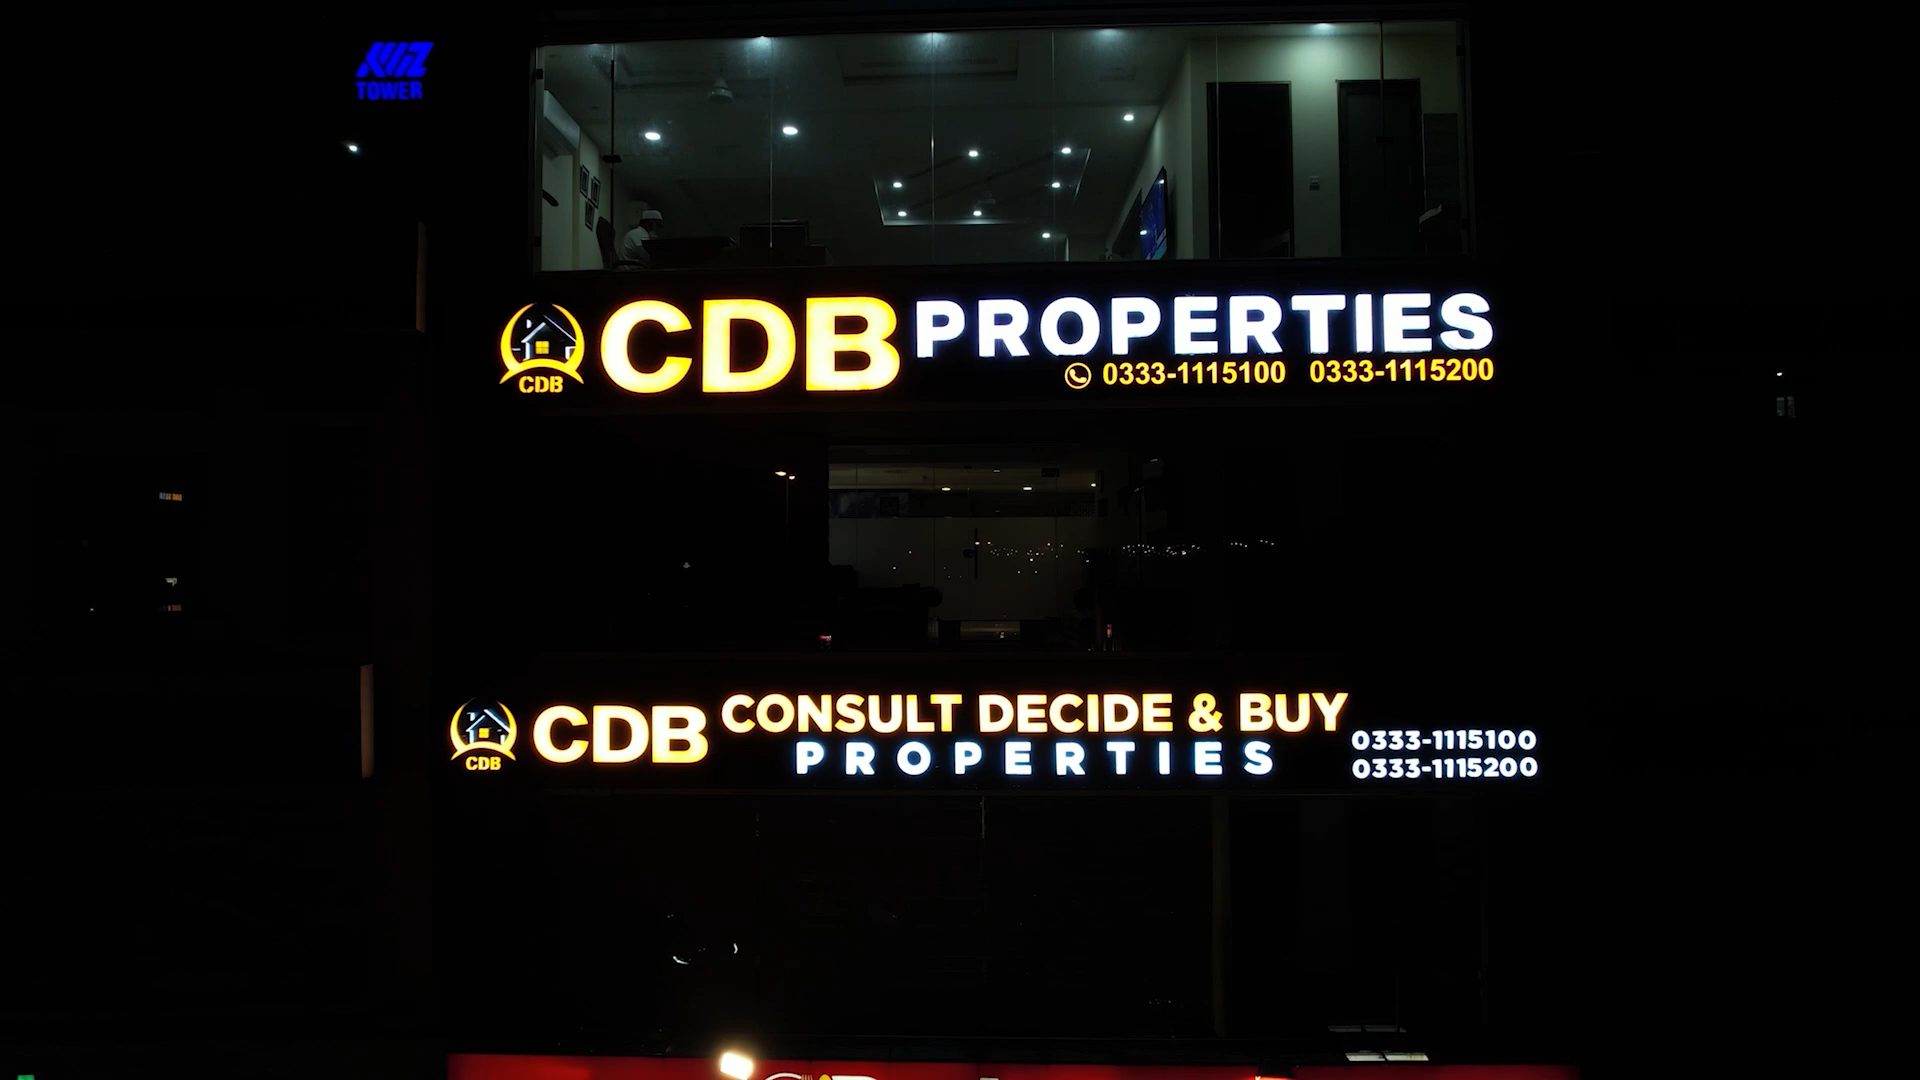 TOWER
CDB PROPERTIES
CDB
0333-1115100 0333-1115200
CDB CONSULT DECIDE & BUY
PROPERTIES
CDB
0333-1115100
0333-1115200